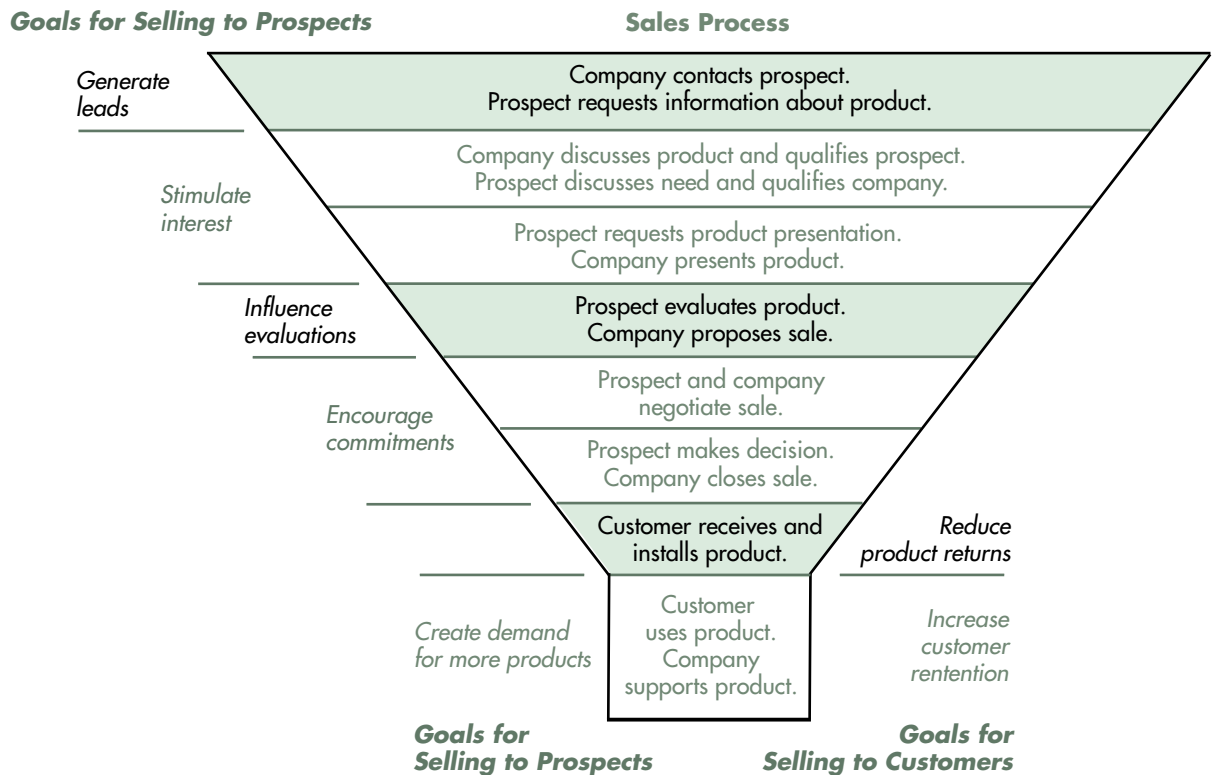 Goals for Selling to Prospects
Sales Process
Generate
leads
Company contacts prospect.
Prospect requests information about product.
Stimulate
interest
Company discusses product and qualifies prospect.
Prospect discusses need and qualifies company.
Prospect requests product presentation.
Company presents product.
Influence
evaluations
Prospect evaluates product.
Company proposes sale.
Encourage
commitments
Prospect and company
negotiate sale.
Prospect makes decision.
Company closes sale.
Customer receives and
installs product.
Reduce
product returns
Create demand
for more products
Customer
uses product.
Company
supports product.
Increase
customer
rentention
Goals for
Selling to Prospects
Goals for
Selling to Customers